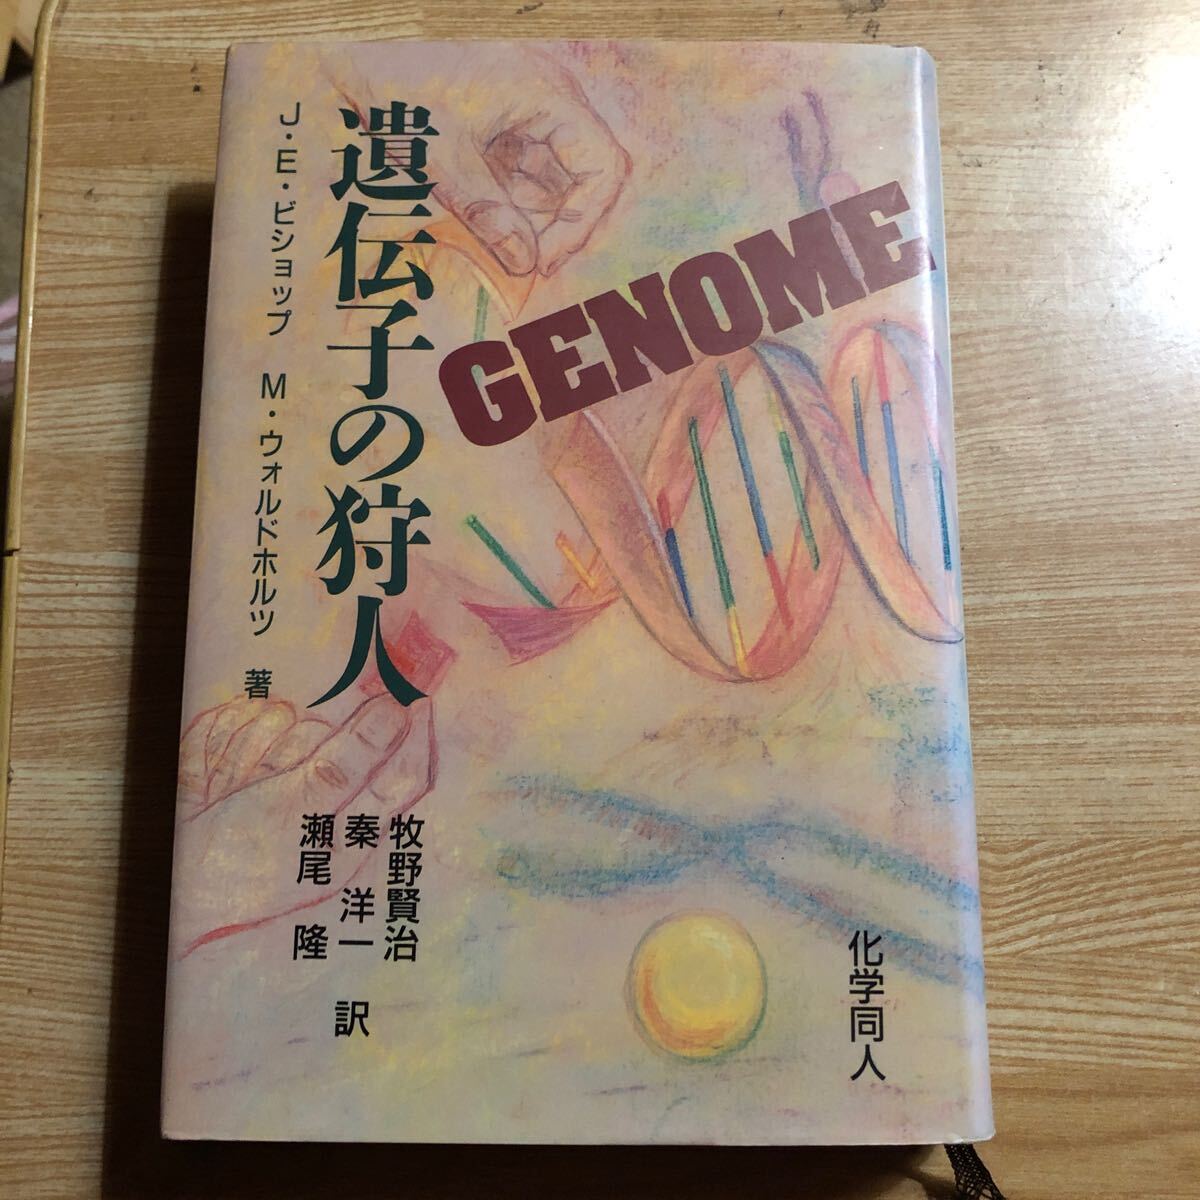 GENOME
遺伝子の狩人
J・E・ビショップ M・ウォルドホルツ 著
牧野賢治
秦 洋一 訳
瀬尾 隆
化学同人